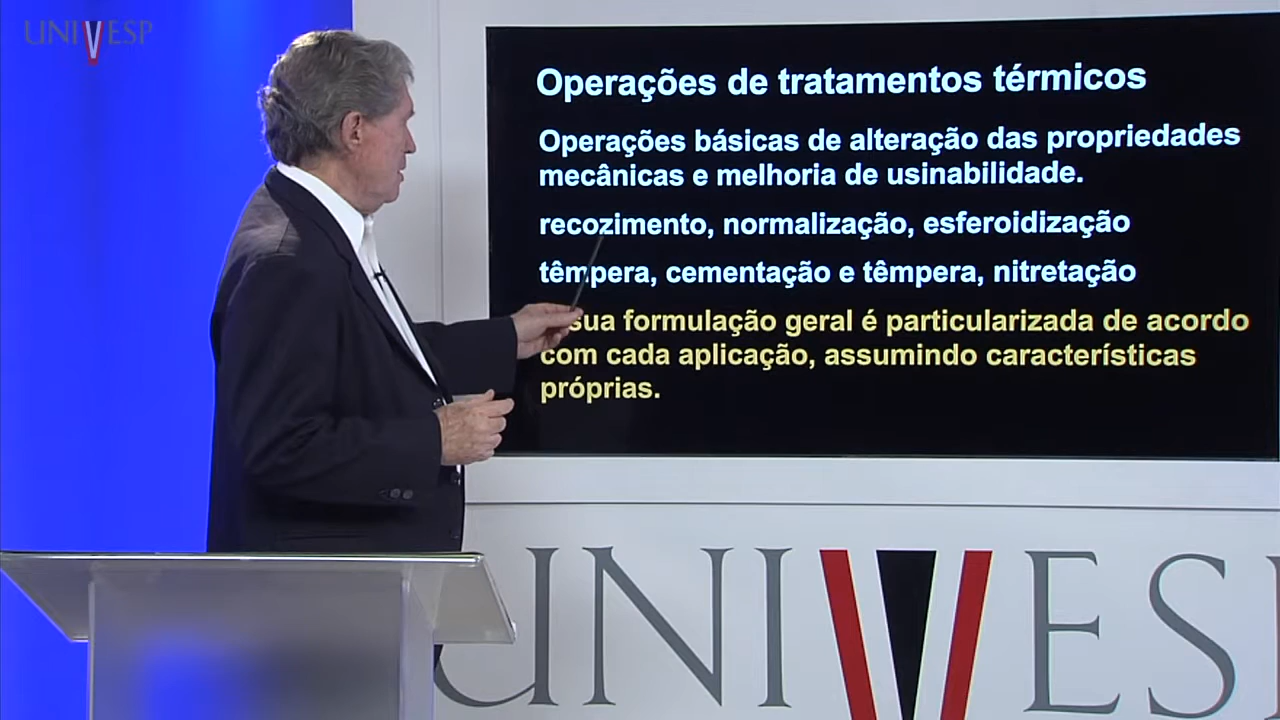 UNIVESP
Operações de tratamentos térmicos
Operações básicas de alteração das propriedades
mecânicas e melhoria de usinabilidade.
recozimento, normalização, esferoidização
têmpera, cementação e têmpera, nitretação
sua formulação geral é particularizada de acordo
com cada aplicação, assumindo características
próprias.
UNIVESP